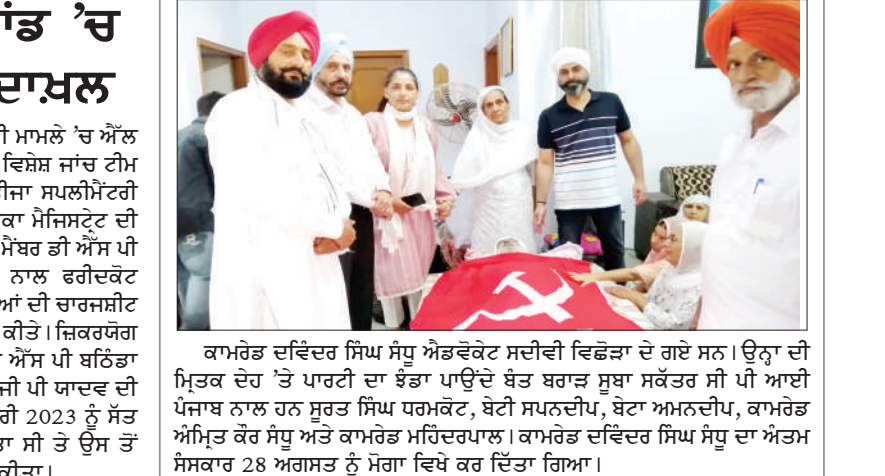 ਾਂਡ ’ਚ
ਦਾਖ਼ਲ
ੀ ਮਾਮਲੇ ’ਚ ਐੱਲ
ਵਿਸ਼ੇਸ਼ ਜਾਂਚ ਟੀਮ
ੀਜਾ ਸਪਲੀਮੈਂਟਰੀ
ਕਾ ਮੈਜਿਸਟ੍ਰੇਟ ਦੀ
ਮੈਂਬਰ ਡੀ ਐੱਸ ਪੀ
ਨਾਲ ਫਰੀਦਕੋਟ
ਆਂ ਦੀ ਚਾਰਜਸ਼ੀਟ
ਕੀਤੇ।ਜ਼ਿਕਰਯੋਗ
ਐੱਸ ਪੀ ਬਠਿੰਡਾ
ਜੀ ਪੀ ਯਾਦਵ ਦੀ
ਰੀ 2023 ਨੂੰ ਸੱਤ
ਾ ਸੀ ਤੇ ਉਸ ਤੋਂ
ਕੀਤਾ।
ਕਾਮਰੇਡ ਦਵਿੰਦਰ ਸਿੰਘ ਸੰਧੂ ਐਡਵੋਕੇਟ ਸਦੀਵੀ ਵਿਛੋੜਾ ਦੇ ਗਏ ਸਨ।ਉਨ੍ਹਾ ਦੀ
ਮ੍ਰਿਤਕ ਦੇਹ ’ਤੇ ਪਾਰਟੀ ਦਾ ਝੰਡਾ ਪਾਉਂਦੇ ਬੰਤ ਬਰਾੜ ਸੂਬਾ ਸਕੱਤਰ ਸੀ ਪੀ ਆਈ
ਪੰਜਾਬ ਨਾਲ ਹਨ ਸੂਰਤ ਸਿੰਘ ਧਰਮਕੋਟ, ਬੇਟੀ ਸਪਨਦੀਪ, ਬੇਟਾ ਅਮਨਦੀਪ, ਕਾਮਰੇਡ
ਅੰਮ੍ਰਿਤ ਕੌਰ ਸੰਧੂ ਅਤੇ ਕਾਮਰੇਡ ਮਹਿੰਦਰਪਾਲ।ਕਾਮਰੇਡ ਦਵਿੰਦਰ ਸਿੰਘ ਸੰਧੂ ਦਾ ਅੰਤਮ
ਸੰਸਕਾਰ 28 ਅਗਸਤ ਨੂੰ ਮੋਗਾ ਵਿਖੇ ਕਰ ਦਿੱਤਾ ਗਿਆ।